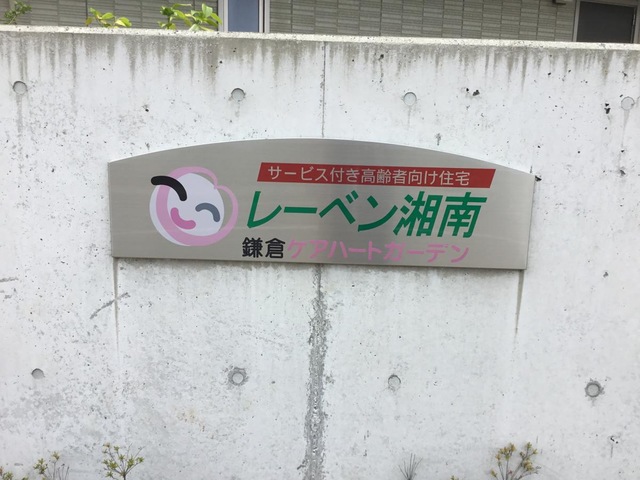 サービス付き高齢者向け住宅
レーベン湘南
鎌倉ケアハートガーデン